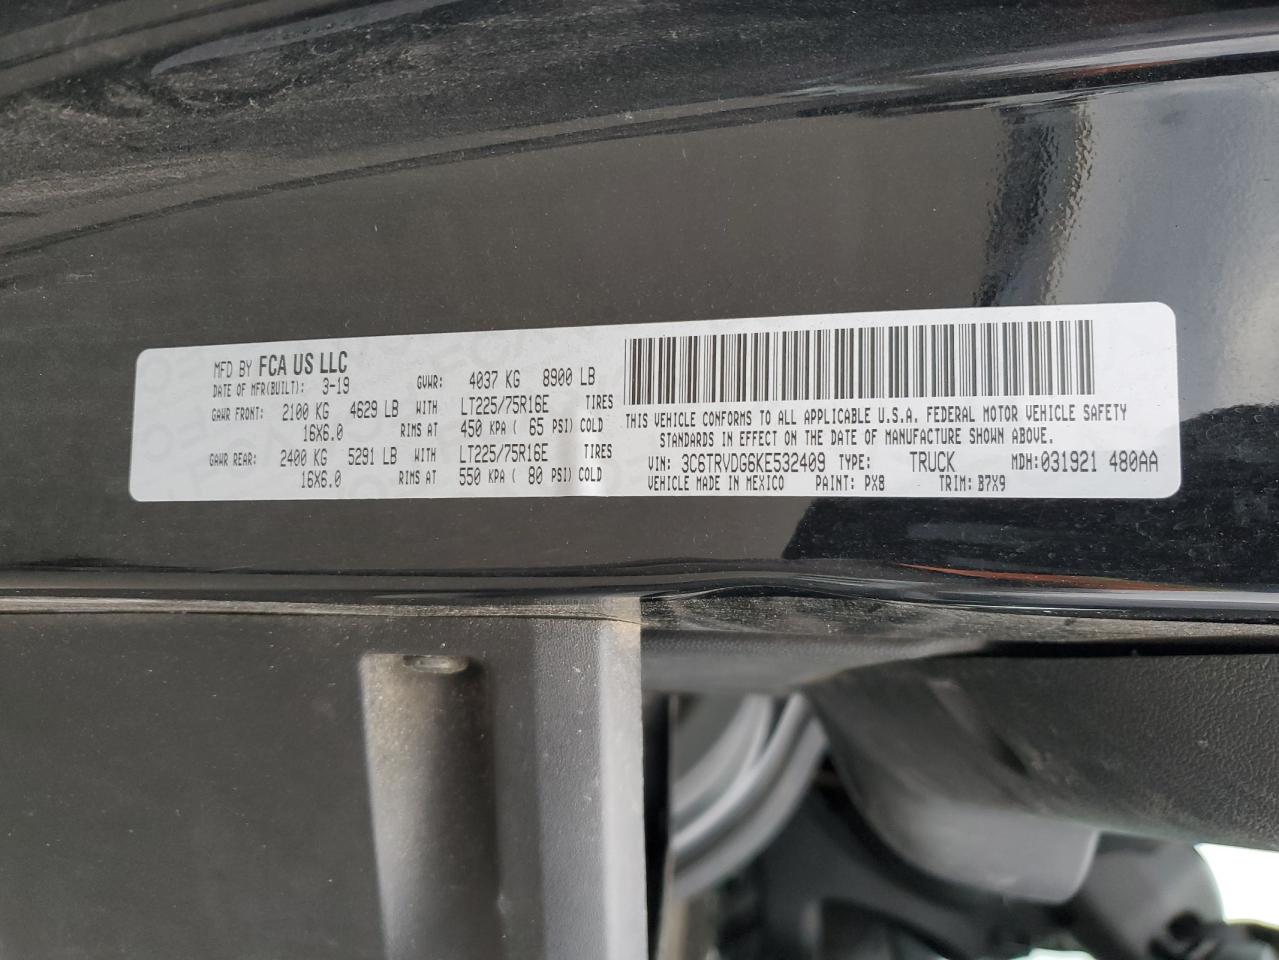 MFD BY FCA US LLC
DATE OF MFR(BUILT): 3-19 GVWR: 4037 KG 8900 LB
GAWR FRONT: 2100 KG 4629 LB WITH LT225/75R16E TIRES
16X6.0 RIMS AT 450 KPA ( 65 PSI) COLD
GAWR REAR: 2400 KG 5291 LB WITH LT225/75R16E TIRES
16X6.0 RIMS AT 550 KPA ( 80 PSI) COLD
THIS VEHICLE CONFORMS TO ALL APPLICABLE U.S.A. FEDERAL MOTOR VEHICLE SAFETY
STANDARDS IN EFFECT ON THE DATE OF MANUFACTURE SHOWN ABOVE.
VIN: 3C6TRVDG6KE532409 TYPE: TRUCK MDH:031921 480AA
VEHICLE MADE IN MEXICO PAINT: PX8 TRIM: B7X9